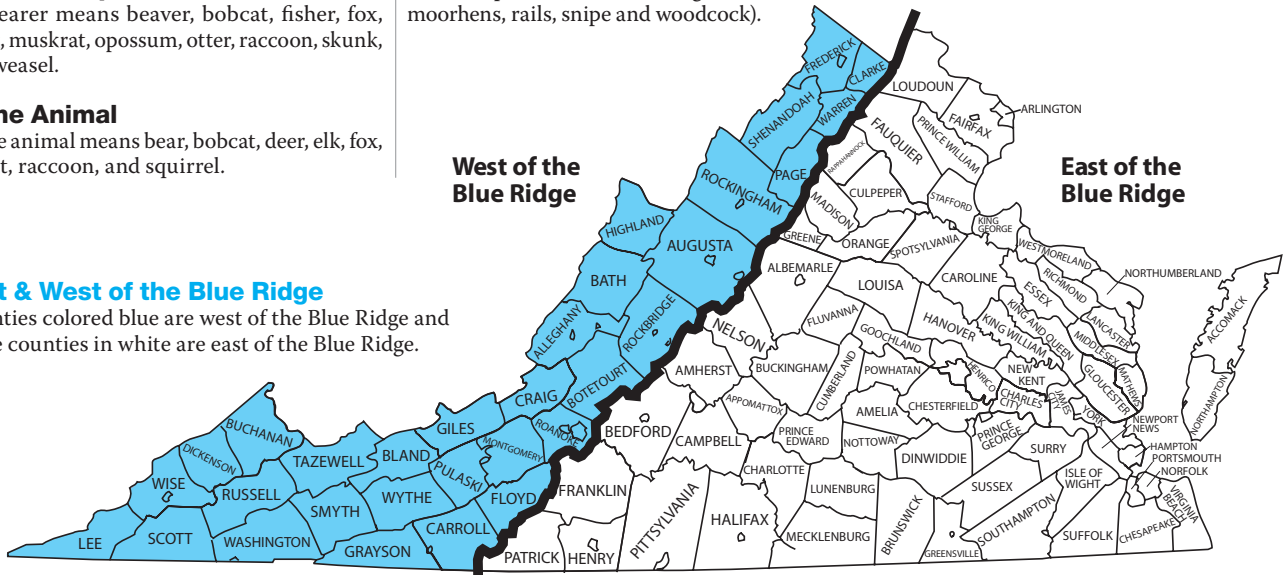 earer means beaver, bobcat, fisher, fox,
, muskrat, opossum, otter, raccoon, skunk,
weasel.
ne Animal
e animal means bear, bobcat, deer, elk, fox,
t, raccoon, and squirrel.
moorhens, rails, snipe and woodcock).
t & West of the Blue Ridge
nties colored blue are west of the Blue Ridge and
e counties in white are east of the Blue Ridge.
West of the
Blue Ridge
East of the
Blue Ridge
FREDERICK
CLARKE
LOUDOUN
SHENANDOAH
WARREN
FAUQUIER
PRINCE WILLIAM
FAIRFAX
ARLINGTON
RAPPAHANNOCK
PAGE
ROCKINGHAM
CULPEPER
MADISON
STAFFORD
HIGHLAND
AUGUSTA
GREENE
ORANGE
SPOTSYLVANIA
KING
GEORGE
WESTMORELAND
NORTHUMBERLAND
BATH
ALBEMARLE
LOUISA
CAROLINE
RICHMOND
ESSEX
ACCOMACK
ALLEGHANY
ROCKBRIDGE
NELSON
FLUVANNA
GOOCHLAND
HANOVER
KING WILLIAM
KING AND QUEEN
LANCASTER
MIDDLESEX
CRAIG
BOTETOURT
AMHERST
BUCKINGHAM
CUMBERLAND
POWHATAN
HENRICO
NEW
KENT
GLOUCESTER
MATHEWS
NORTHAMPTON
BUCHANAN
DICKENSON
GILES
ROANOKE
BEDFORD
APPOMATTOX
AMELIA
CHESTERFIELD
CHARLES
CITY
JAMES
CITY
YORK
NEWPORT
NEWS
TAZEWELL
BLAND
MONTGOMERY
PULASKI
CAMPBELL
PRINCE
EDWARD
NOTTOWAY
PRINCE
GEORGE
SURRY
HAMPTON
PORTSMOUTH
NORFOLK
WISE
RUSSELL
SMYTH
WYTHE
FLOYD
FRANKLIN
CHARLOTTE
LUNENBURG
DINWIDDIE
SUSSEX
ISLE OF
WIGHT
VIRGINIA
BEACH
LEE
SCOTT
WASHINGTON
GRAYSON
CARROLL
PATRICK
HENRY
PITTSYLVANIA
HALIFAX
MECKLENBURG
BRUNSWICK
GREENSVILLE
SOUTHAMPTON
SUFFOLK
CHESAPEAKE